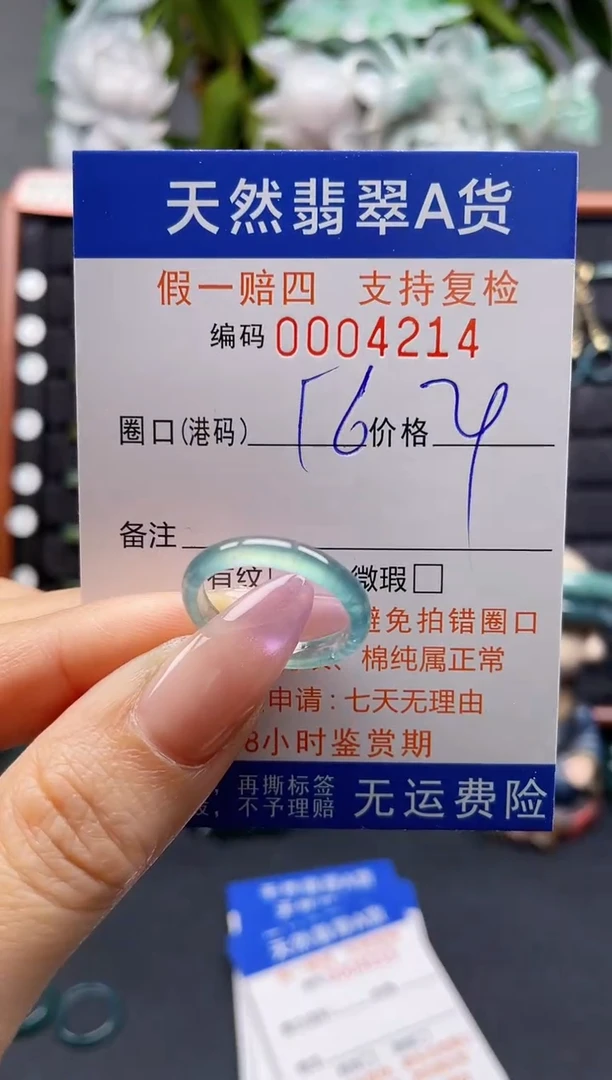 天然翡翠A货
假一赔四 支持复检
编码 0004214
圈口(港码) 16 价格
备注
有纹 微瑕□
避免拍错圈口
棉纯属正常
申请:七天无理由
8小时鉴赏期
再撕标签
不予理赔 无运费险